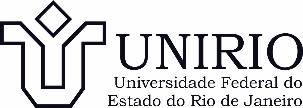 UNIRIO
Universidade Federal do
Estado do Rio de Janeiro